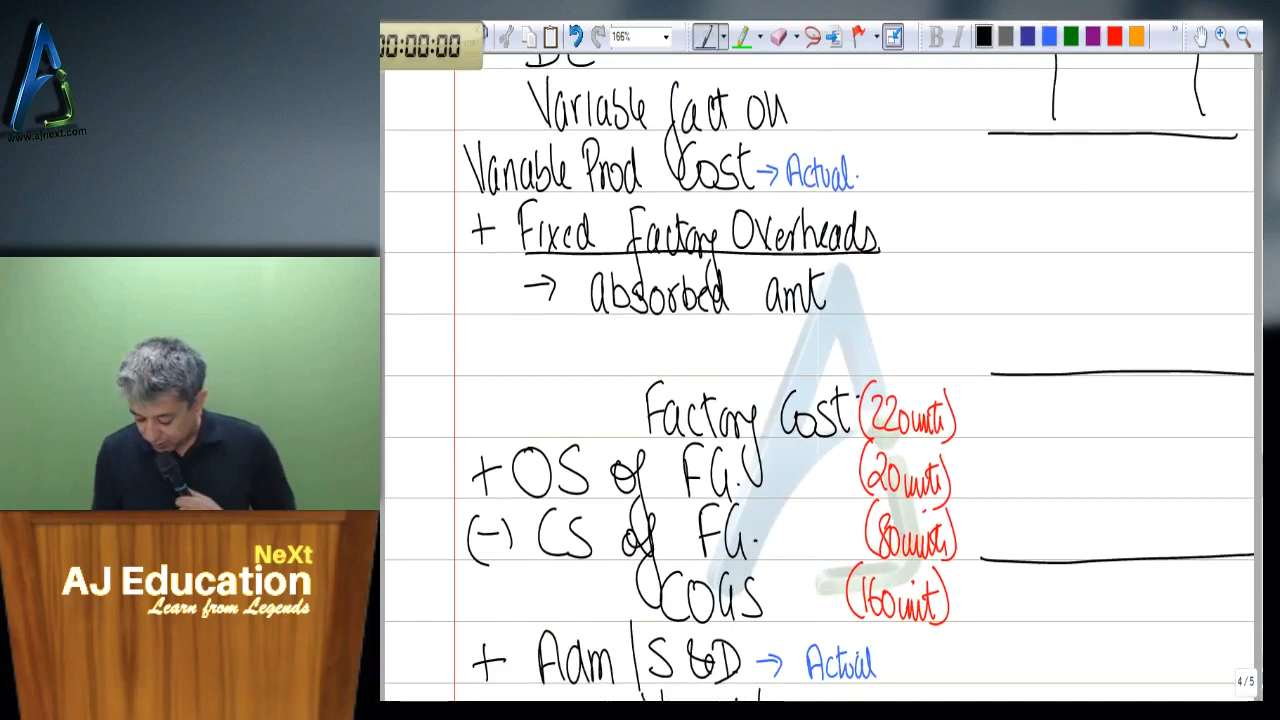 00:00:00
166%
B I
www.ajnext.com
DE
Variable fact OH
Variable Prod Cost → Actual.
+ Fixed Factory Overheads
→ absorbed amt
Factory Cost (220 units)
+ OS of FG. (20 units)
(-) CS of FG. (80 units)
COGS (160 unit)
+ Adm / S & D → Actual
4/5
NeXt
AJ Education
Learn from Legends